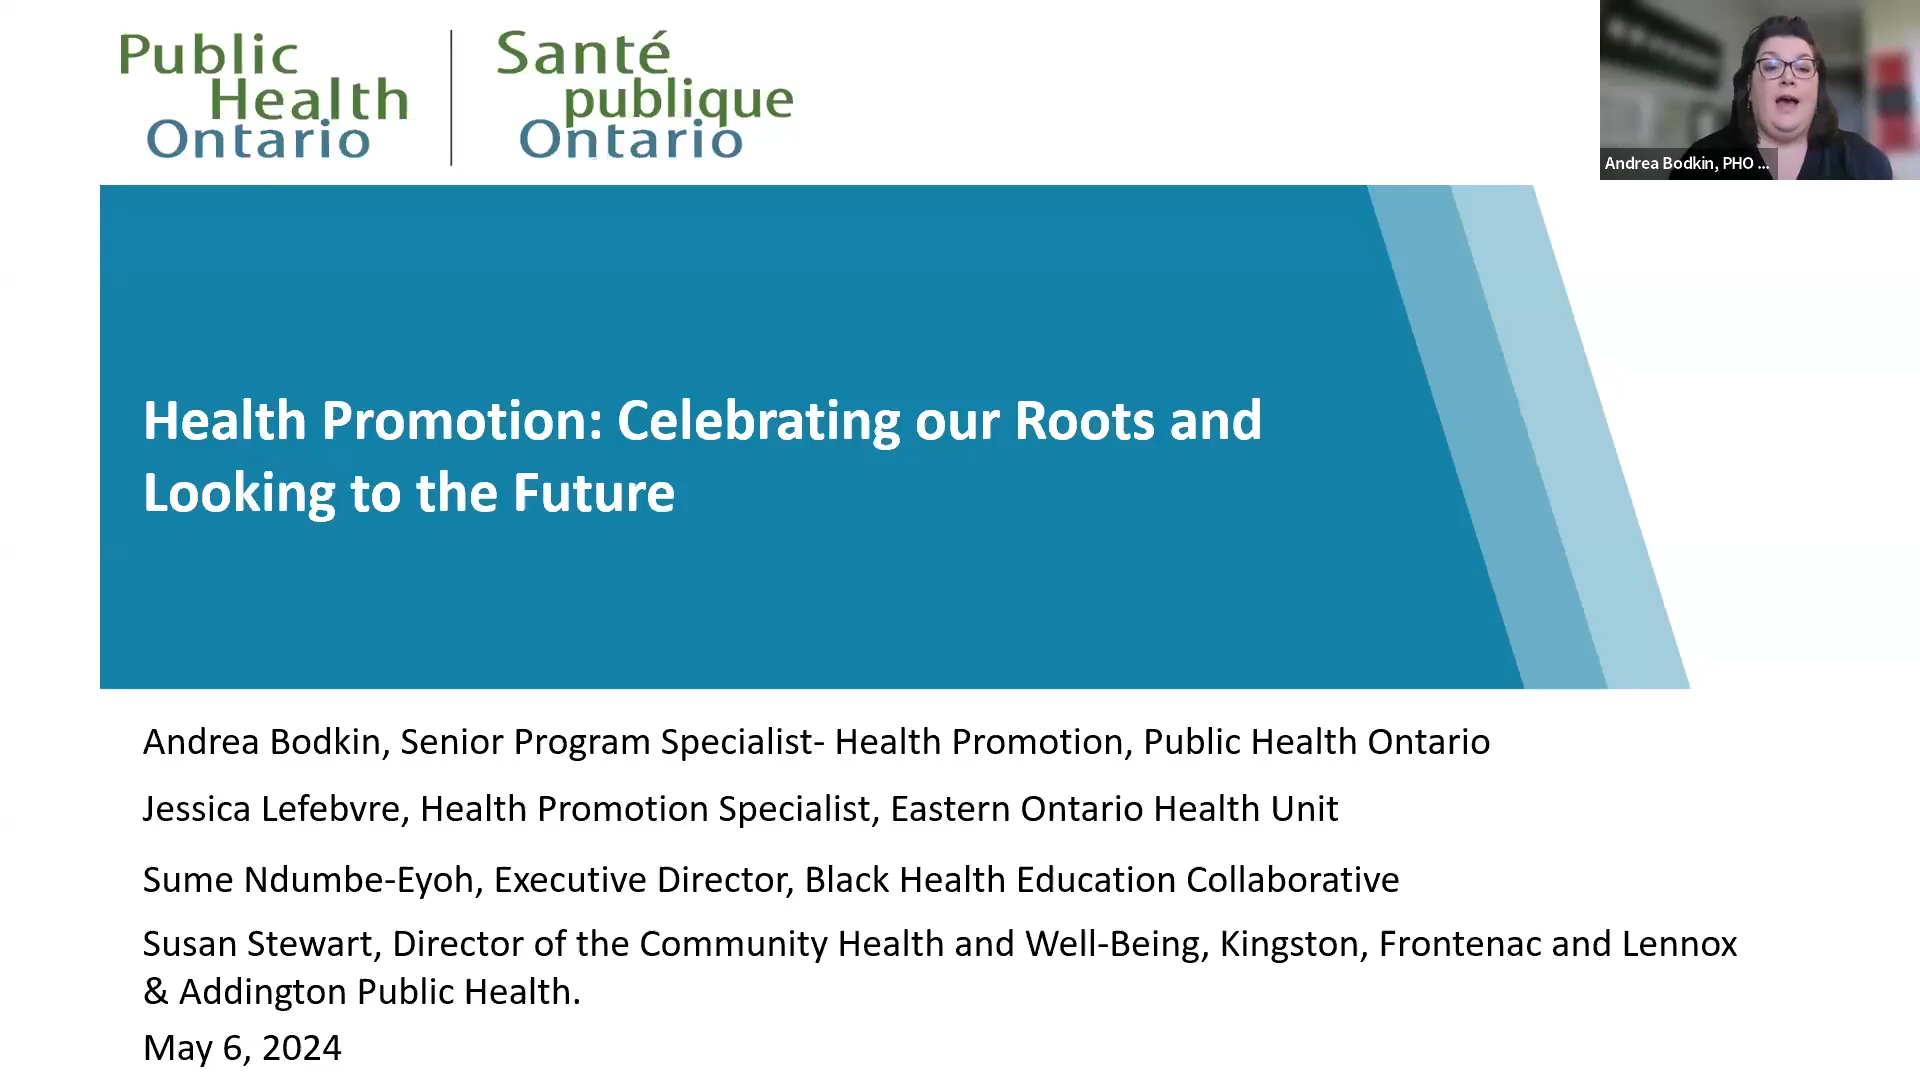 Public
Health
Ontario
Santé
publique
Ontario
Andrea Bodkin, PHO ...
Health Promotion: Celebrating our Roots and
Looking to the Future
Andrea Bodkin, Senior Program Specialist- Health Promotion, Public Health Ontario
Jessica Lefebvre, Health Promotion Specialist, Eastern Ontario Health Unit
Sume Ndumbe-Eyoh, Executive Director, Black Health Education Collaborative
Susan Stewart, Director of the Community Health and Well-Being, Kingston, Frontenac and Lennox
& Addington Public Health.
May 6, 2024